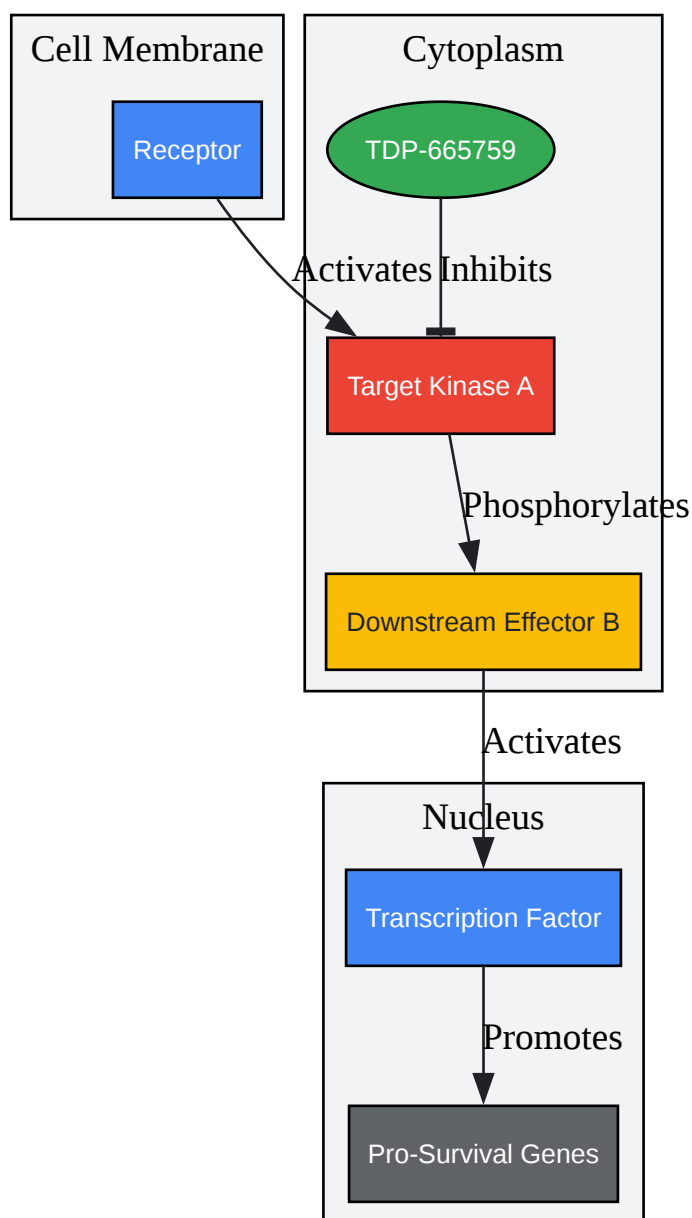 Cell Membrane
Cytoplasm
Receptor
TDP-665759
Activates
Inhibits
Target Kinase A
Phosphorylates
Downstream Effector B
Activates
Nucleus
Transcription Factor
Promotes
Pro-Survival Genes